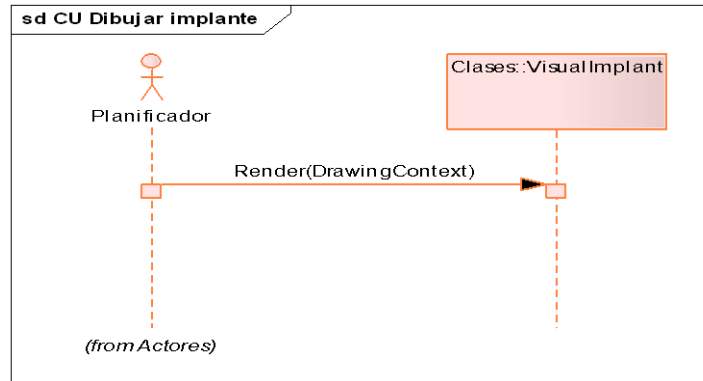 sd CU Dibujar implante
Clases::VisualImplant
Planificador
Render(DrawingContext)
(from Actores)